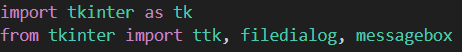 import tkinter as tk
from tkinter import ttk, filedialog, messagebox